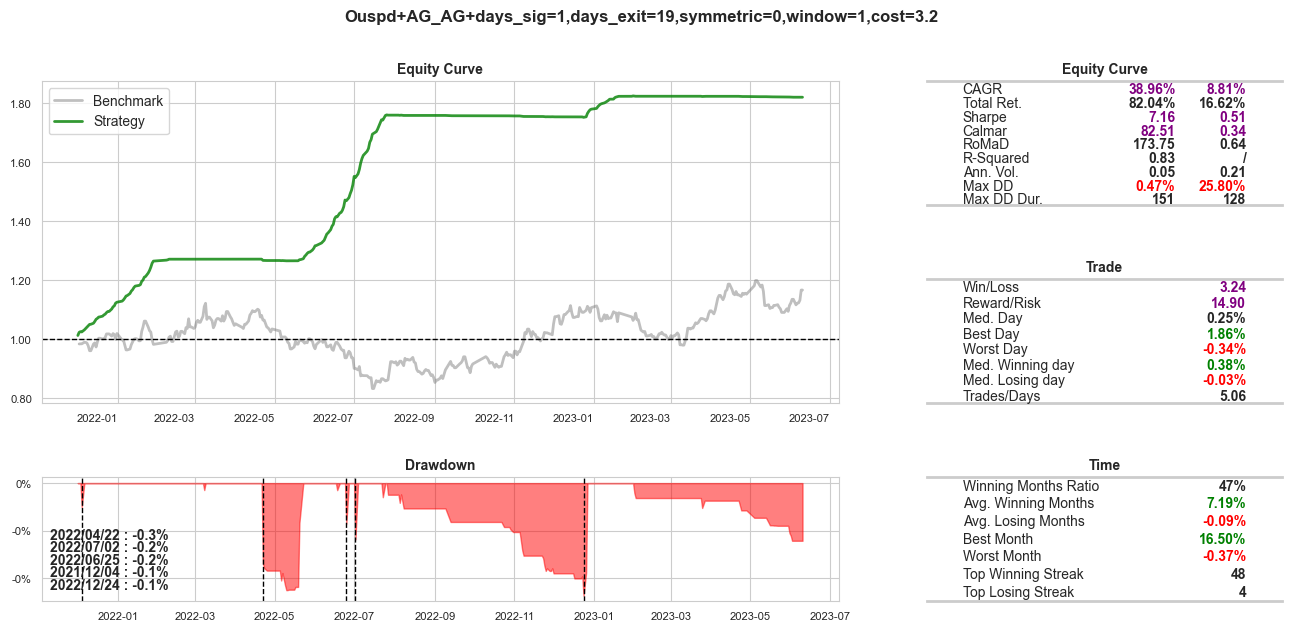 Ouspd+AG_AG+days_sig=1,days_exit=19,symmetric=0,window=1,cost=3.2
Equity Curve
Benchmark
Strategy
1.80
1.60
1.40
1.20
1.00
0.80
2022-01 2022-03 2022-05 2022-07 2022-09 2022-11 2023-01 2023-03 2023-05 2023-07
Equity Curve
CAGR 38.96% 8.81%
Total Ret. 82.04% 16.62%
Sharpe 7.16 0.51
Calmar 82.51 0.34
RoMaD 173.75 0.64
R-Squared 0.83 /
Ann. Vol. 0.05 0.21
Max DD 0.47% 25.80%
Max DD Dur. 151 128
Trade
Win/Loss 3.24
Reward/Risk 14.90
Med. Day 0.25%
Best Day 1.86%
Worst Day -0.34%
Med. Winning day 0.38%
Med. Losing day -0.03%
Trades/Days 5.06
Drawdown
0%
-0%
-0%
2022/04/22 : -0.3%
2022/07/02 : -0.2%
2022/06/25 : -0.2%
2021/12/04 : -0.1%
2022/12/24 : -0.1%
2022-01 2022-03 2022-05 2022-07 2022-09 2022-11 2023-01 2023-03 2023-05 2023-07
Time
Winning Months Ratio 47%
Avg. Winning Months 7.19%
Avg. Losing Months -0.09%
Best Month 16.50%
Worst Month -0.37%
Top Winning Streak 48
Top Losing Streak 4